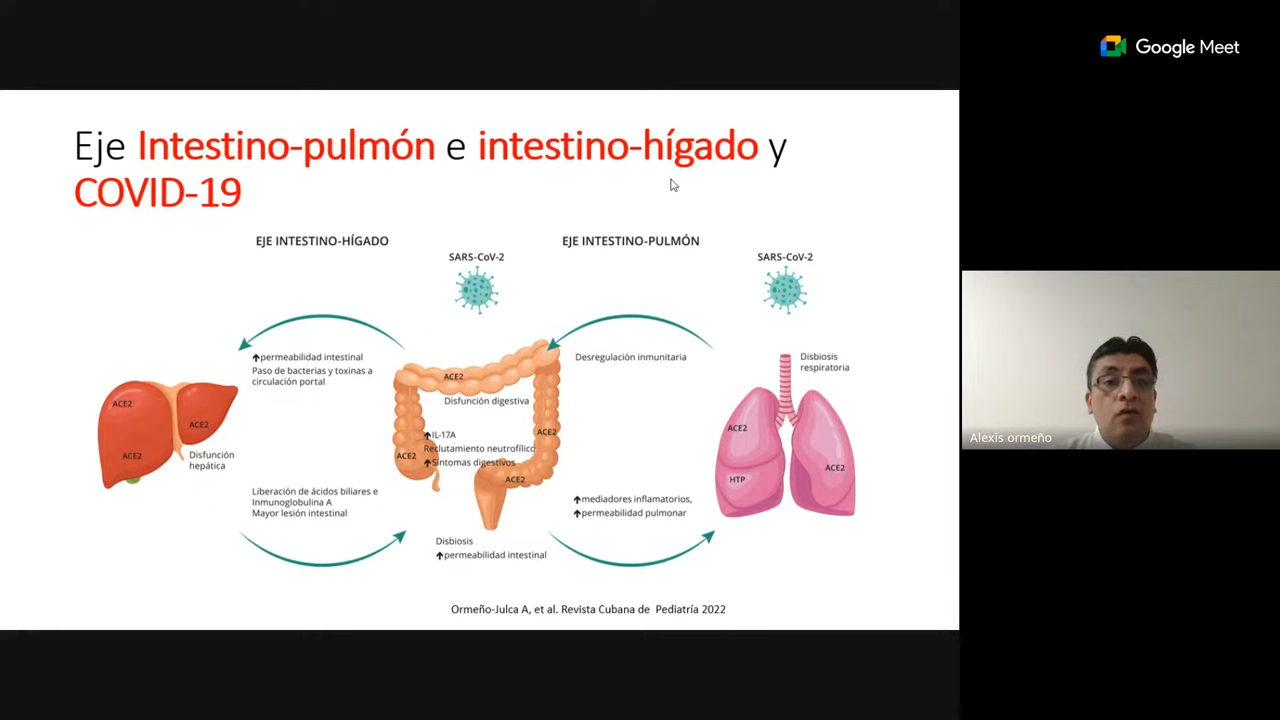 Google Meet
Eje Intestino-pulmón e intestino-hígado y
COVID-19
EJE INTESTINO-HÍGADO
EJE INTESTINO-PULMÓN
SARS-CoV-2
SARS-CoV-2
↑permeabilidad intestinal
Paso de bacterias y toxinas a
circulación portal
Desregulación inmunitaria
Disbiosis
respiratoria
ACE2
ACE2
ACE2
Disfunción
hepática
ACE2
Disfunción digestiva
↑IL-17A
Reclutamiento neutrofílico
↑Síntomas digestivos
ACE2
ACE2
ACE2
ACE2
ACE2
HTP
Liberación de ácidos biliares e
Inmunoglobulina A
Mayor lesión intestinal
↑mediadores inflamatorios,
↑permeabilidad pulmonar
Disbiosis
↑permeabilidad intestinal
Ormeño-Julca A, et al. Revista Cubana de Pediatría 2022
Alexis ormeño